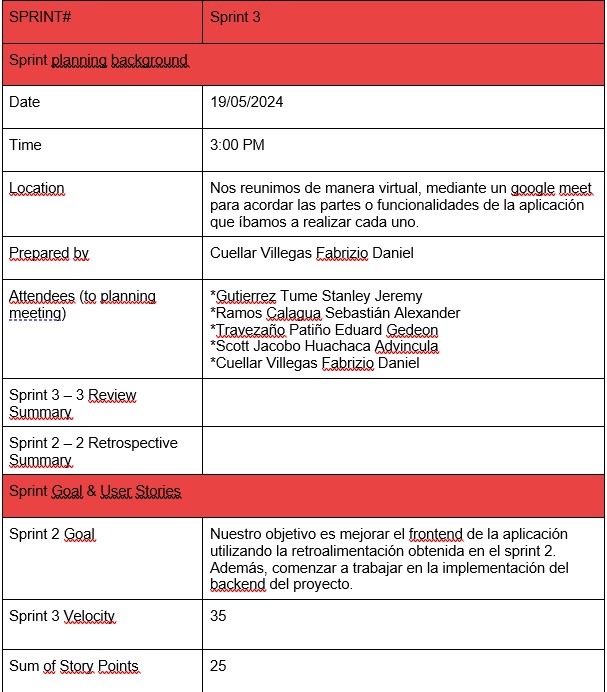 SPRINT# Sprint 3
Sprint planning background
Date 19/05/2024
Time 3:00 PM
Location Nos reunimos de manera virtual, mediante un google meet
para acordar las partes o funcionalidades de la aplicación
que íbamos a realizar cada uno.
Prepared by Cuellar Villegas Fabrizio Daniel
Attendees (to planning
meeting)
*Gutierrez Tume Stanley Jeremy
*Ramos Calagua Sebastián Alexander
*Travezaño Patiño Eduard Gedeon
*Scott Jacobo Huachaca Advincula
*Cuellar Villegas Fabrizio Daniel
Sprint 3 – 3 Review
Summary
Sprint 2 – 2 Retrospective
Summary
Sprint Goal & User Stories
Sprint 2 Goal Nuestro objetivo es mejorar el frontend de la aplicación
utilizando la retroalimentación obtenida en el sprint 2.
Además, comenzar a trabajar en la implementación del
backend del proyecto.
Sprint 3 Velocity 35
Sum of Story Points 25